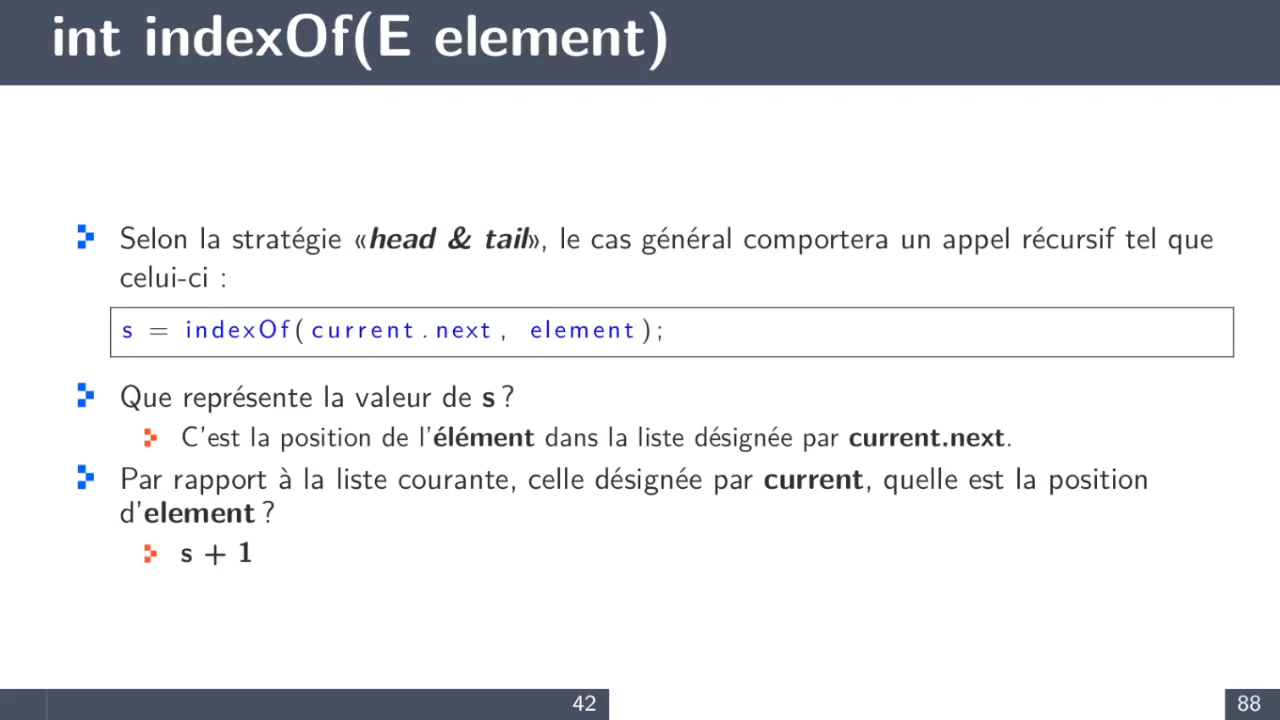 int indexOf(E element)
Selon la stratégie «head & tail», le cas général comportera un appel récursif tel que
celui-ci :
s = indexOf(current.next, element);
Que représente la valeur de s ?
C'est la position de l'élément dans la liste désignée par current.next.
Par rapport à la liste courante, celle désignée par current, quelle est la position
d'element ?
s + 1
42
88